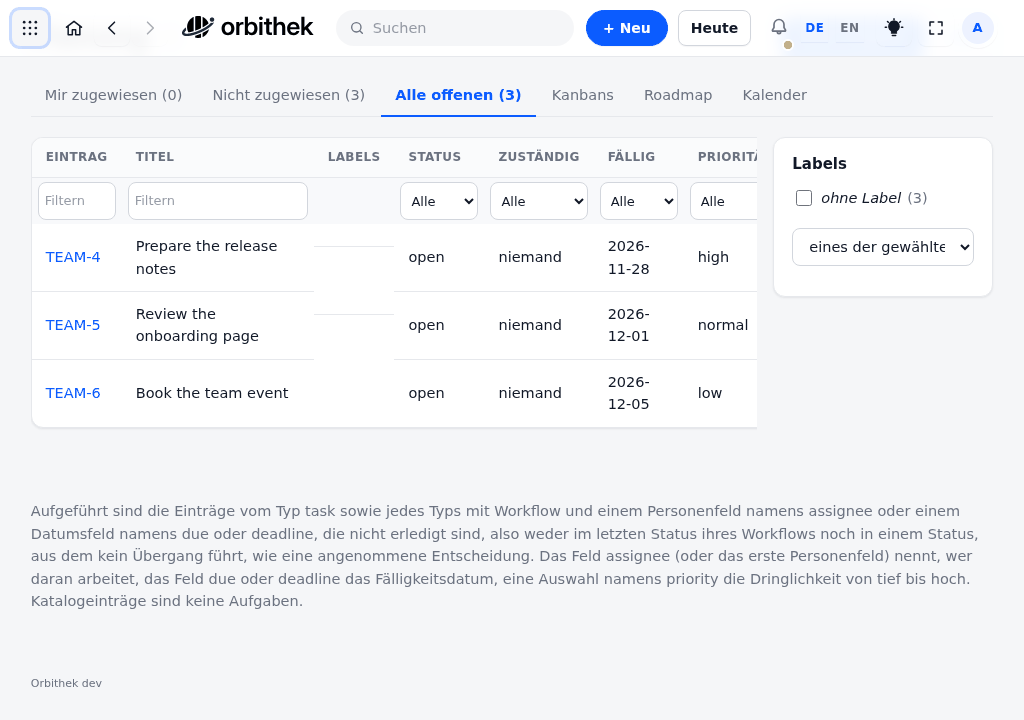 orbithek
Suchen
+ Neu
Heute
DE
EN
A
Mir zugewiesen (0)
Nicht zugewiesen (3)
Alle offenen (3)
Kanbans
Roadmap
Kalender
EINTRAG TITEL LABELS STATUS ZUSTÄNDIG FÄLLIG PRIORITÄ
Filtern Filtern Alle Alle Alle Alle
TEAM-4 Prepare the release notes open niemand 2026-11-28 high
TEAM-5 Review the onboarding page open niemand 2026-12-01 normal
TEAM-6 Book the team event open niemand 2026-12-05 low
Labels
ohne Label (3)
eines der gewählte
Aufgeführt sind die Einträge vom Typ task sowie jedes Typs mit Workflow und einem Personenfeld namens assignee oder einem
Datumsfeld namens due oder deadline, die nicht erledigt sind, also weder im letzten Status ihres Workflows noch in einem Status,
aus dem kein Übergang führt, wie eine angenommene Entscheidung. Das Feld assignee (oder das erste Personenfeld) nennt, wer
daran arbeitet, das Feld due oder deadline das Fälligkeitsdatum, eine Auswahl namens priority die Dringlichkeit von tief bis hoch.
Katalogeinträge sind keine Aufgaben.
Orbithek dev